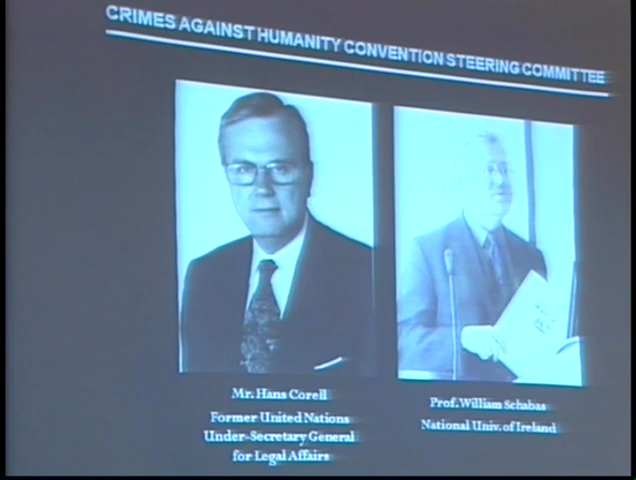 CRIMES AGAINST HUMANITY CONVENTION STEERING COMMITTEE
Mr. Hans Corell
Former United Nations
Under-Secretary General
for Legal Affairs
Prof. William Schabas
National Univ. of Ireland